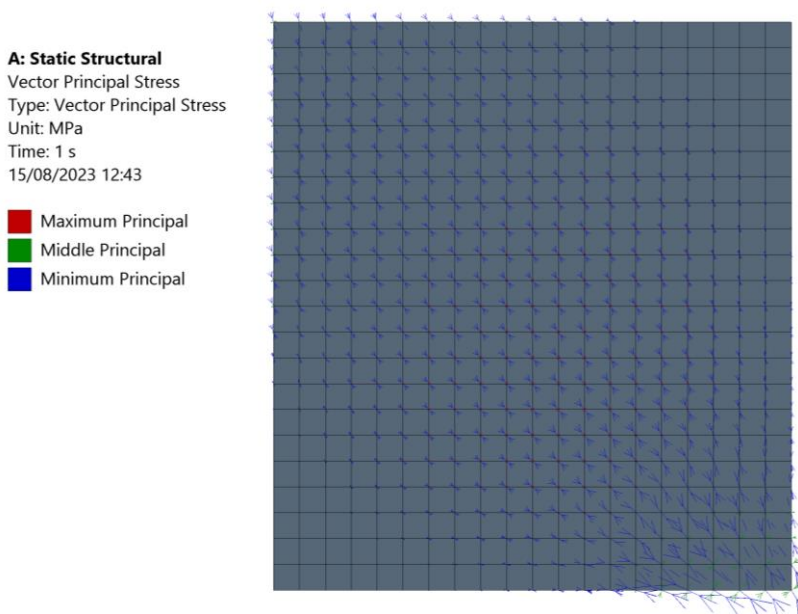 A: Static Structural
Vector Principal Stress
Type: Vector Principal Stress
Unit: MPa
Time: 1 s
15/08/2023 12:43
Maximum Principal
Middle Principal
Minimum Principal